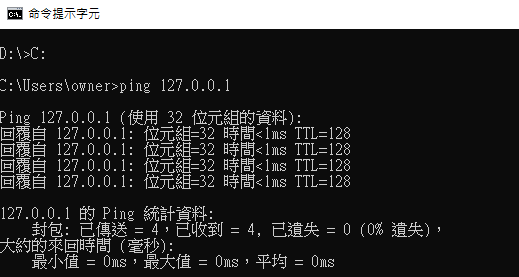 命令提示字元
D:\>C:
C:\Users\owner>ping 127.0.0.1
Ping 127.0.0.1 (使用 32 位元組的資料):
回覆自 127.0.0.1: 位元組=32 時間<1ms TTL=128
回覆自 127.0.0.1: 位元組=32 時間<1ms TTL=128
回覆自 127.0.0.1: 位元組=32 時間<1ms TTL=128
回覆自 127.0.0.1: 位元組=32 時間<1ms TTL=128
127.0.0.1 的 Ping 統計資料:
封包: 已傳送 = 4，已收到 = 4, 已遺失 = 0 (0% 遺失)，
大約的來回時間 (毫秒):
最小值 = 0ms，最大值 = 0ms，平均 = 0ms